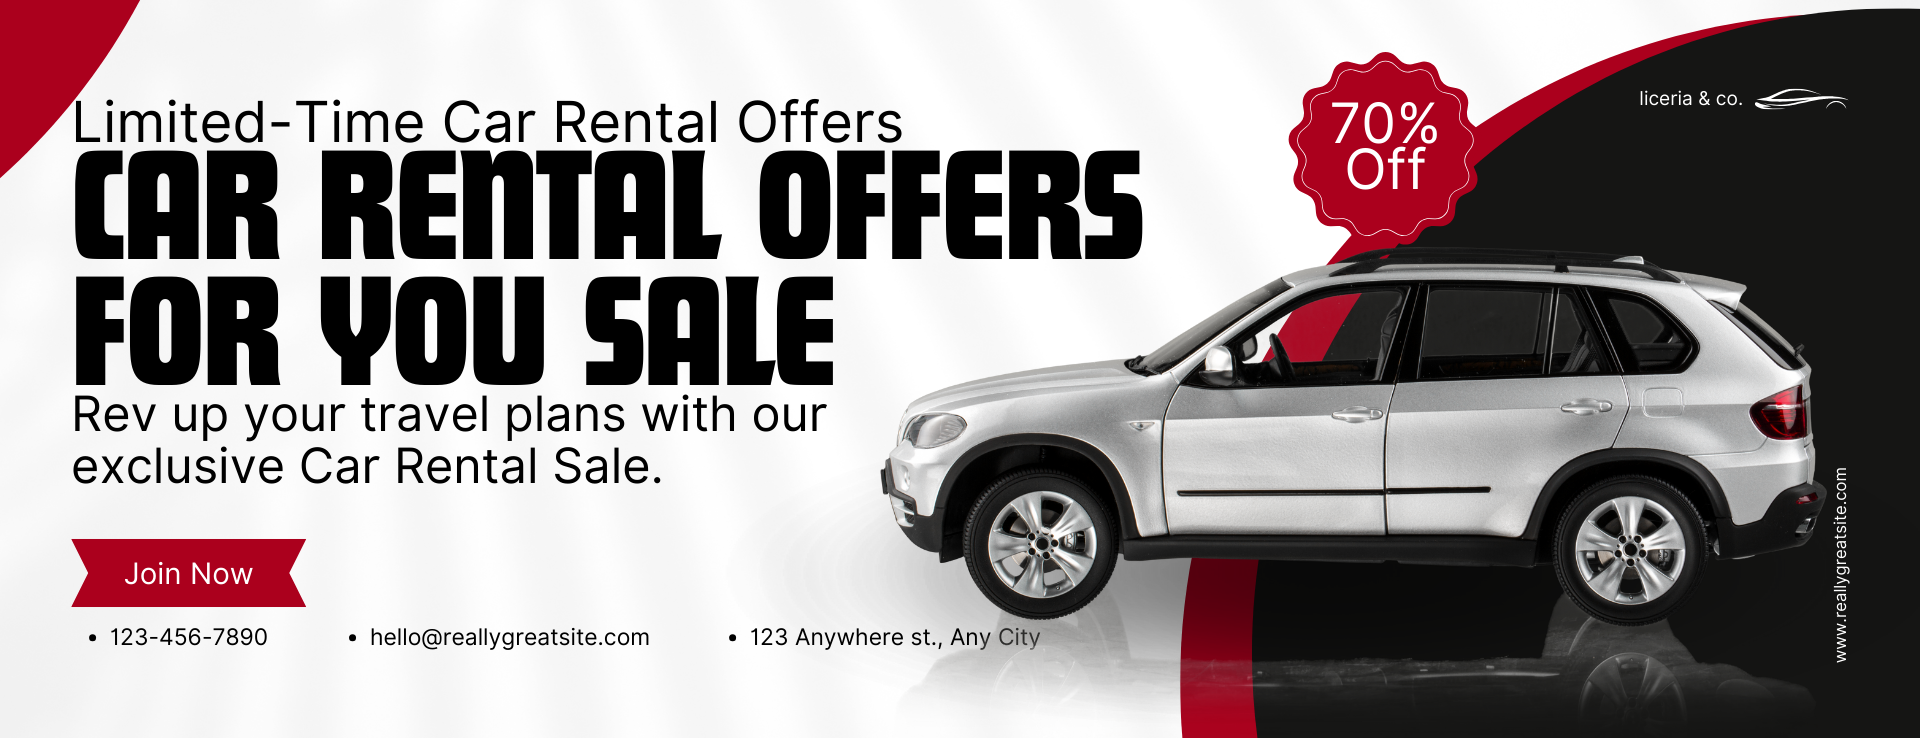 Limited-Time Car Rental Offers
CAR RENTAL OFFERS
FOR YOU SALE
Rev up your travel plans with our
exclusive Car Rental Sale.
Join Now
• 123-456-7890
• hello@reallygreatsite.com
• 123 Anywhere st., Any City
70%
Off
liceria & co.
www.reallygreatsite.com